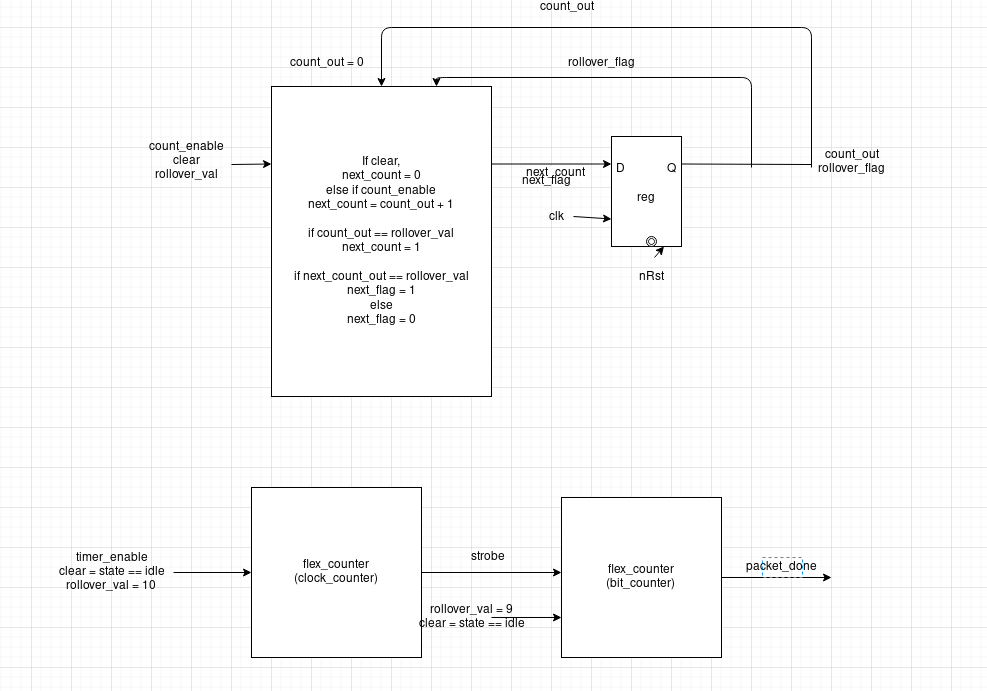 count_out
count_out = 0
rollover_flag
count_enable
clear
rollover_val
If clear,
next_count = 0
else if count_enable
next_count = count_out + 1
if count_out == rollover_val
next_count = 1
if next_count_out == rollover_val
next_flag = 1
else
next_flag = 0
next_count
next_flag
D
Q
reg
clk
nRst
count_out
rollover_flag
timer_enable
clear = state == idle
rollover_val = 10
flex_counter
(clock_counter)
strobe
rollover_val = 9
clear = state == idle
flex_counter
(bit_counter)
packet_done